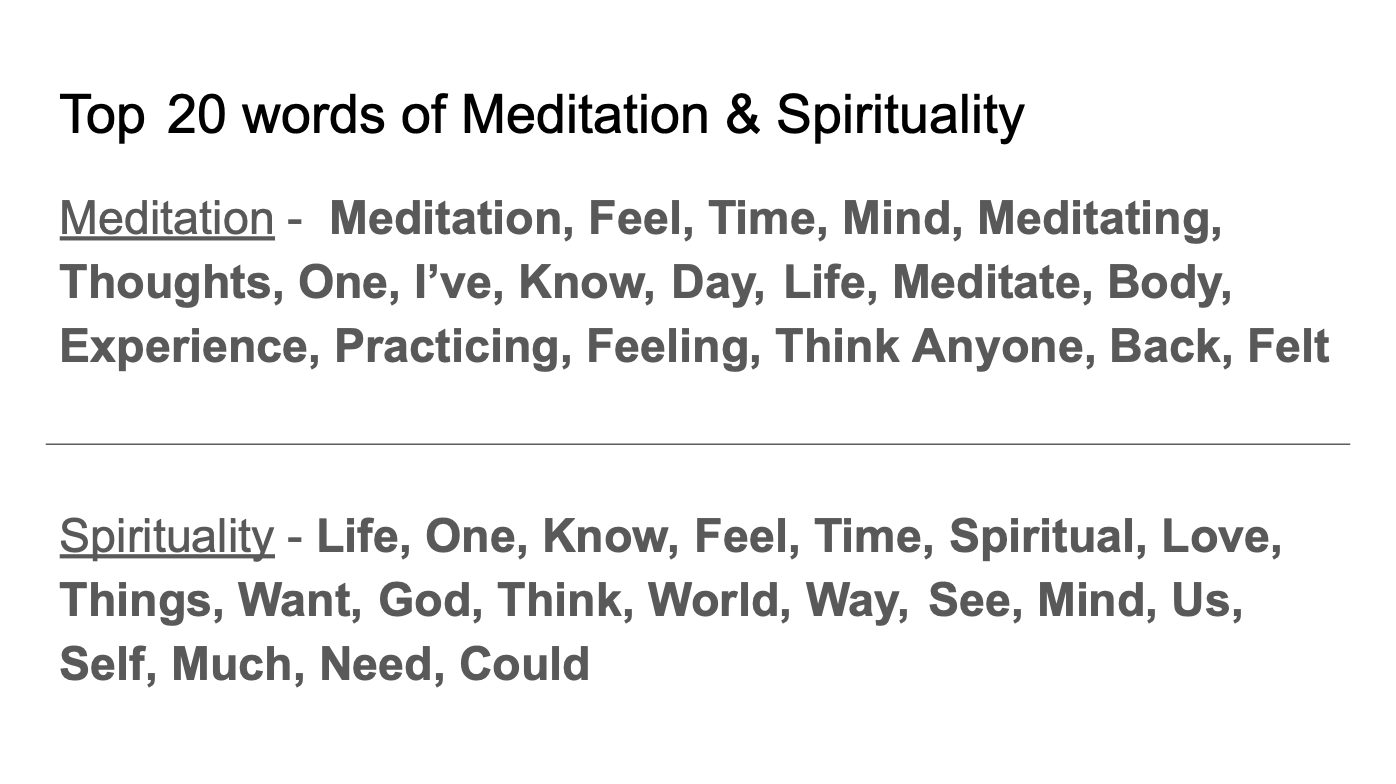 Top 20 words of Meditation & Spirituality
Meditation - Meditation, Feel, Time, Mind, Meditating,
Thoughts, One, I’ve, Know, Day, Life, Meditate, Body,
Experience, Practicing, Feeling, Think Anyone, Back, Felt
Spirituality - Life, One, Know, Feel, Time, Spiritual, Love,
Things, Want, God, Think, World, Way, See, Mind, Us,
Self, Much, Need, Could